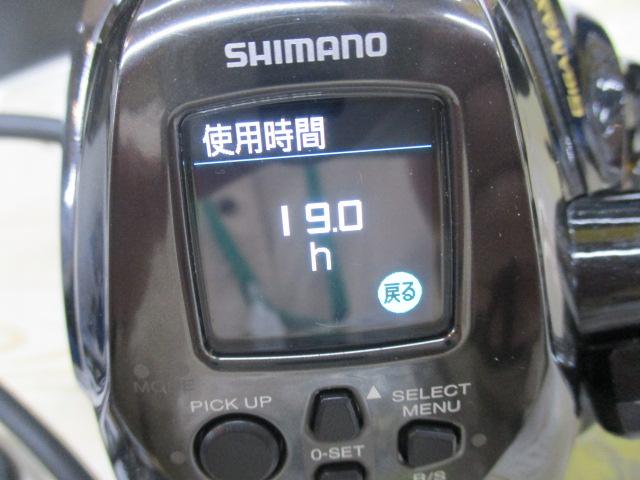 SHIMANO
使用時間
19.0
h
戻る
PICK UP
▲ SELECT
MENU
0-SET
B/S